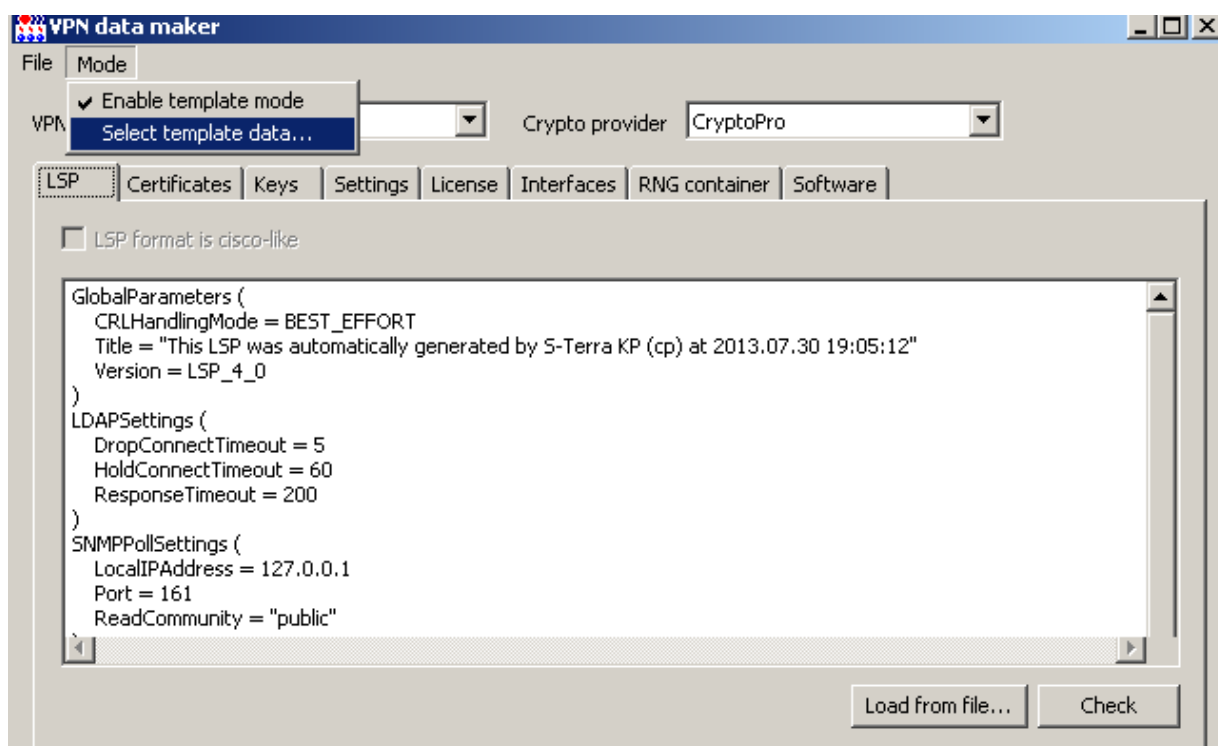 VPN data maker
File Mode
Enable template mode
Select template data...
VPN
Crypto provider CryptoPro
LSP Certificates Keys Settings License Interfaces RNG container Software
LSP format is cisco-like
GlobalParameters (
CRLHandlingMode = BEST_EFFORT
Title = "This LSP was automatically generated by S-Terra KP (cp) at 2013.07.30 19:05:12"
Version = LSP_4_0
)
LDAPSettings (
DropConnectTimeout = 5
HoldConnectTimeout = 60
ResponseTimeout = 200
)
SNMPPollSettings (
LocalIPAddress = 127.0.0.1
Port = 161
ReadCommunity = "public"
Load from file... Check